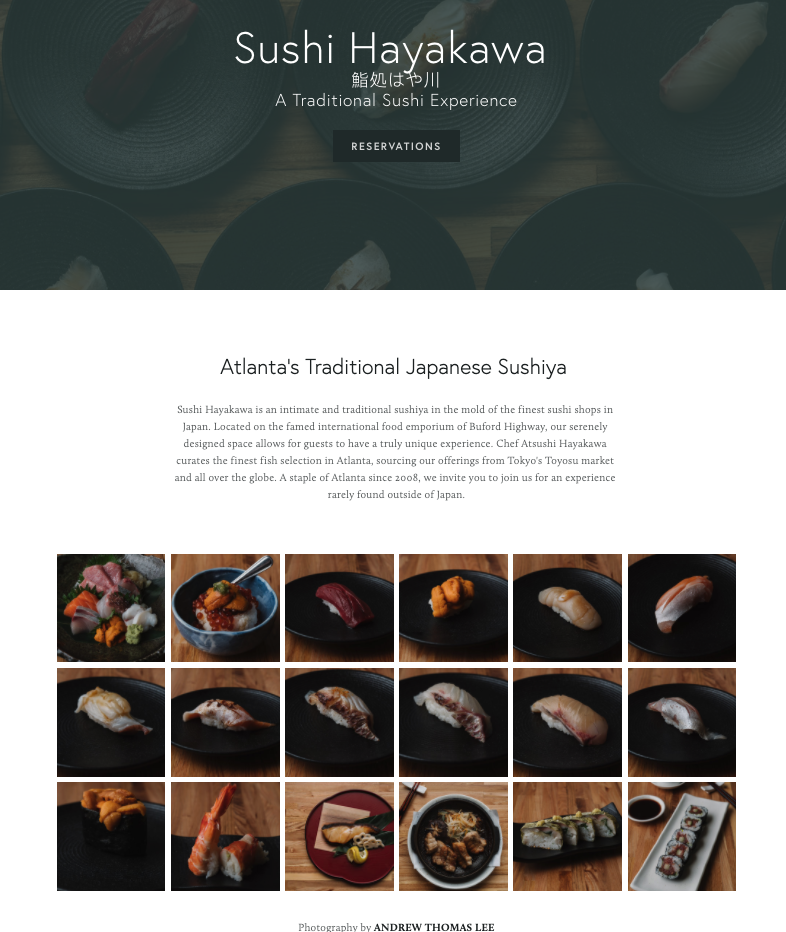 Sushi Hayakawa
鮨処はや川
A Traditional Sushi Experience
RESERVATIONS
Atlanta's Traditional Japanese Sushiya
Sushi Hayakawa is an intimate and traditional sushiya in the mold of the finest sushi shops in
Japan. Located on the famed international food emporium of Buford Highway, our serenely
designed space allows for guests to have a truly unique experience. Chef Atsushi Hayakawa
curates the finest fish selection in Atlanta, sourcing our offerings from Tokyo's Toyosu market
and all over the globe. A staple of Atlanta since 2008, we invite you to join us for an experience
rarely found outside of Japan.
Photography by ANDREW THOMAS LEE